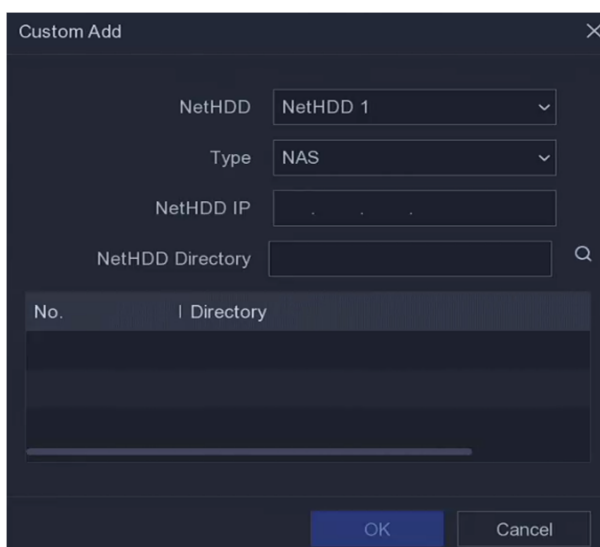 Custom Add
NetHDD NetHDD 1
Type NAS
NetHDD IP . . .
NetHDD Directory
No. Directory
OK Cancel